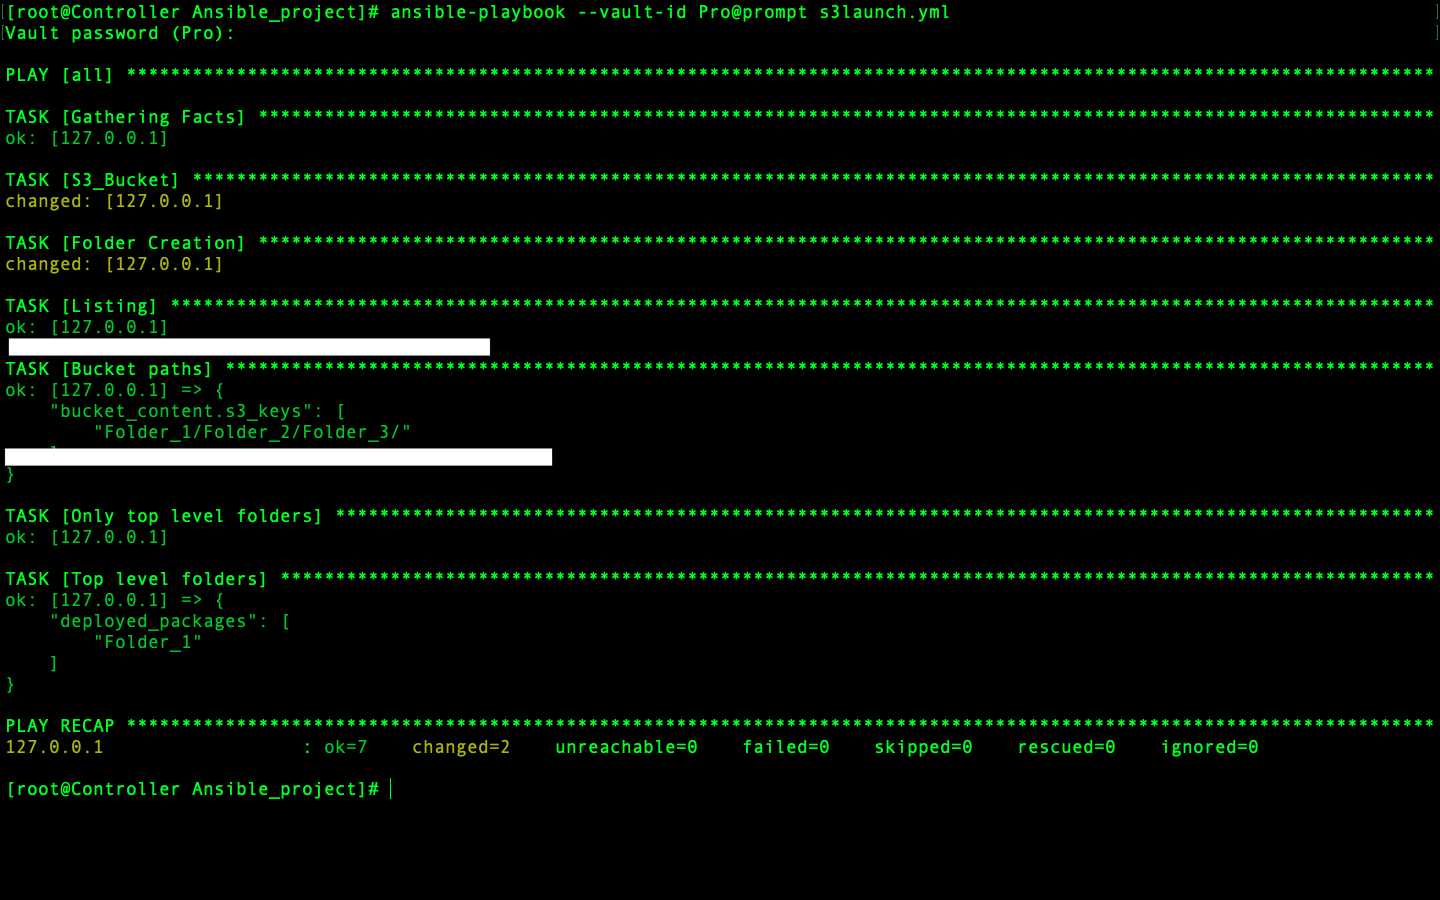 [root@Controller Ansible_project]# ansible-playbook --vault-id Pro@prompt s3launch.yml
Vault password (Pro):
PLAY [all] ***********************************************************************************************************************
TASK [Gathering Facts] ***********************************************************************************************************
ok: [127.0.0.1]
TASK [S3_Bucket] *****************************************************************************************************************
changed: [127.0.0.1]
TASK [Folder Creation] ***********************************************************************************************************
changed: [127.0.0.1]
TASK [Listing] *******************************************************************************************************************
ok: [127.0.0.1]
TASK [Bucket paths] **************************************************************************************************************
ok: [127.0.0.1] => {
    "bucket_content.s3_keys": [
        "Folder_1/Folder_2/Folder_3/"
}
TASK [Only top level folders] ****************************************************************************************************
ok: [127.0.0.1]
TASK [Top level folders] *********************************************************************************************************
ok: [127.0.0.1] => {
    "deployed_packages": [
        "Folder_1"
    ]
}
PLAY RECAP ***********************************************************************************************************************
127.0.0.1                  : ok=7    changed=2    unreachable=0    failed=0    skipped=0    rescued=0    ignored=0
[root@Controller Ansible_project]#